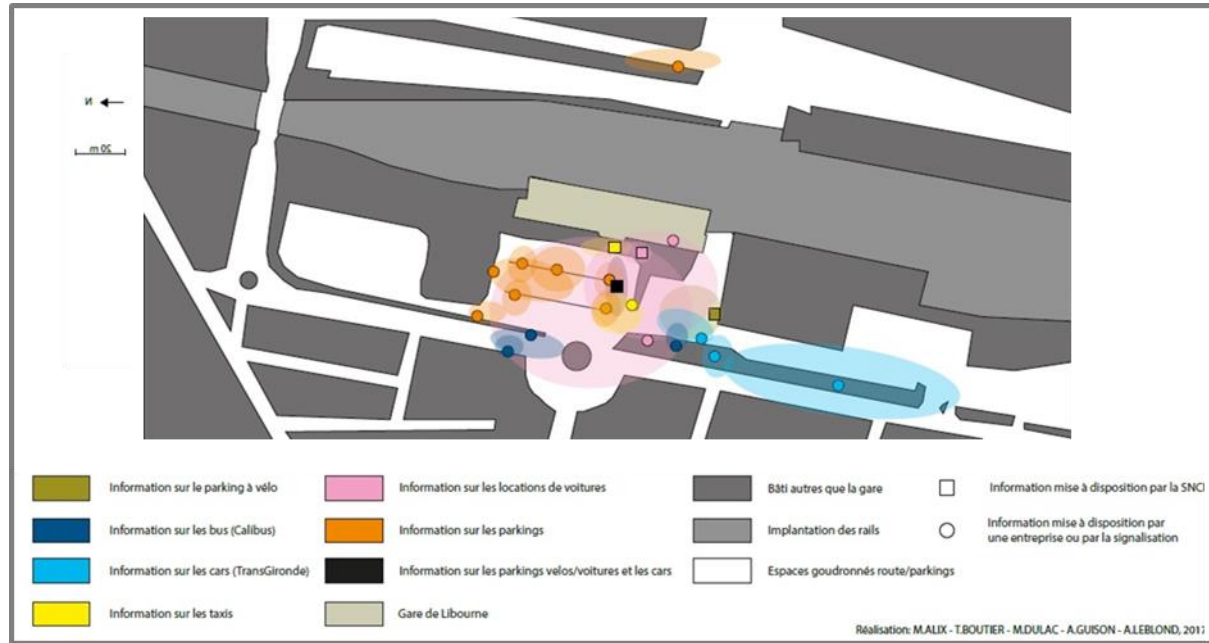 N
20 m
Information sur le parking à vélo
Information sur les bus (Calibus)
Information sur les cars (TransGironde)
Information sur les taxis
Information sur les locations de voitures
Information sur les parkings
Information sur les parkings velos/voitures et les cars
Gare de Libourne
Bâti autres que la gare
Implantation des rails
Espaces goudronnés route/parkings
Information mise à disposition par la SNCF
Information mise à disposition par
une entreprise ou par la signalisation
Réalisation: M.ALIX - T.BOUTIER - M.DULAC - A.GUISON - A.LEBLOND, 2017